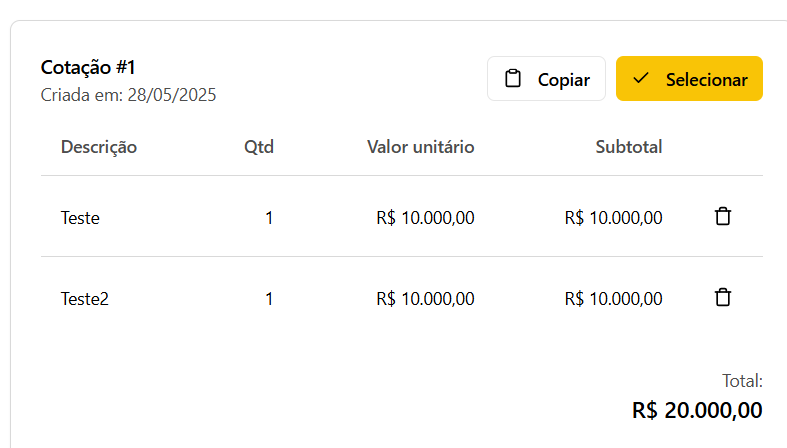 Cotação #1
Copiar
Selecionar
Criada em: 28/05/2025
Descrição Qtd Valor unitário Subtotal
Teste 1 R$ 10.000,00 R$ 10.000,00
Teste2 1 R$ 10.000,00 R$ 10.000,00
Total:
R$ 20.000,00